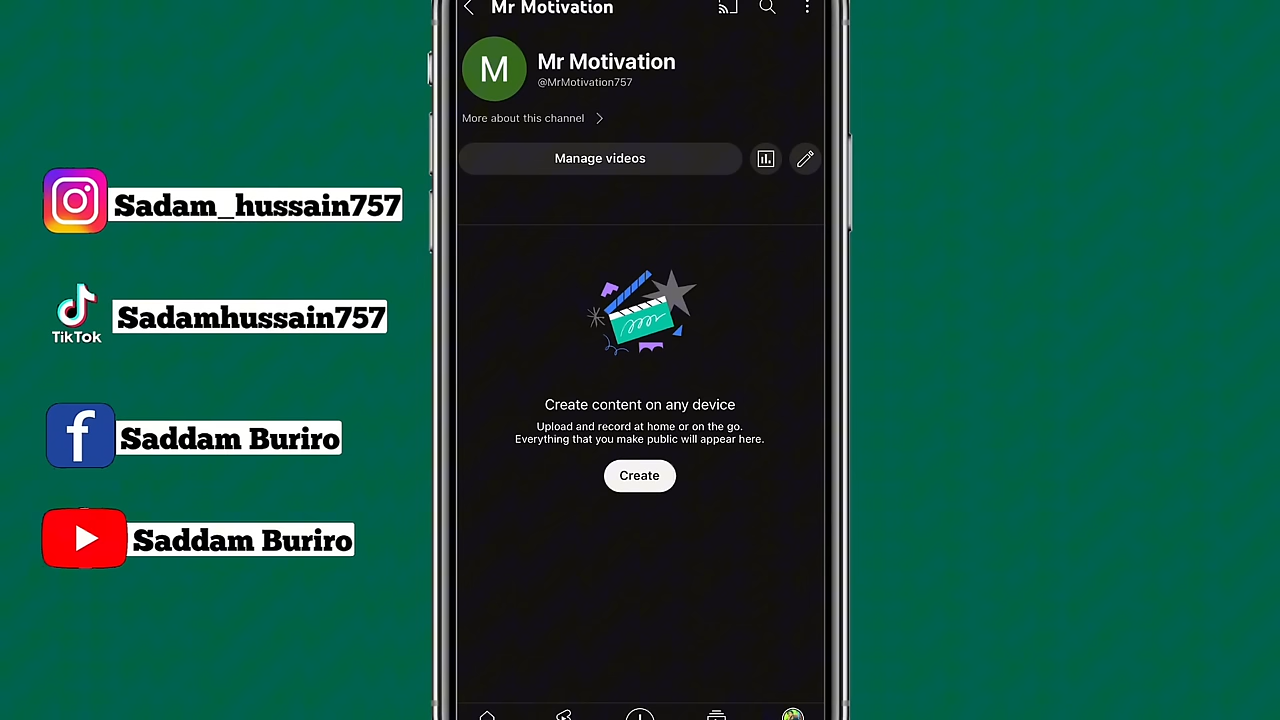 Mr Motivation
M
Mr Motivation
@MrMotivation757
More about this channel
Manage videos
Sadam_hussain757
TikTok
Sadamhussain757
f
Saddam Buriro
Saddam Buriro
Create content on any device
Upload and record at home or on the go.
Everything that you make public will appear here.
Create